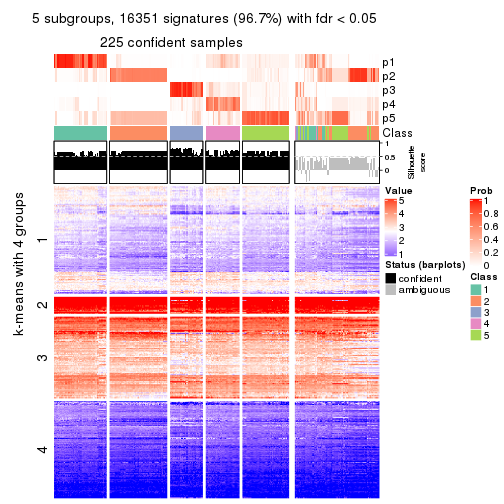 5 subgroups, 16351 signatures (96.7%) with fdr < 0.05
225 confident samples
p1
p2
p3
p4
p5
Class
1
0.5
0
Silhouette
score
k-means with 4 groups
1
2
3
4
Value
5
4
3
2
1
Status (barplots)
confident
ambiguous
Prob
1
0.8
0.6
0.4
0.2
0
Class
1
2
3
4
5